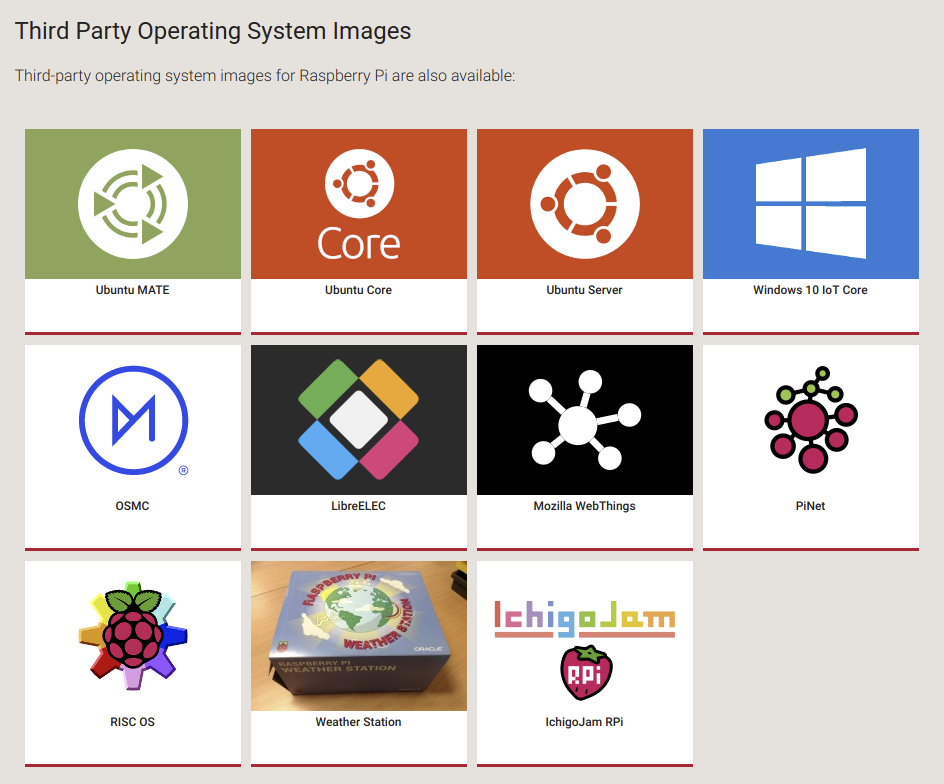 Third Party Operating System Images
Third-party operating system images for Raspberry Pi are also available:
Core
Ubuntu MATE
Ubuntu Core
Ubuntu Server
Windows 10 IoT Core
®
OSMC
LibreELEC
Mozilla WebThings
PiNet
RASPBERRY PI
WEATHER STATION
ORACLE
RASPBERRY PI
WEATHER STATION
IchigoJam
RPi
RISC OS
Weather Station
IchigoJam RPi